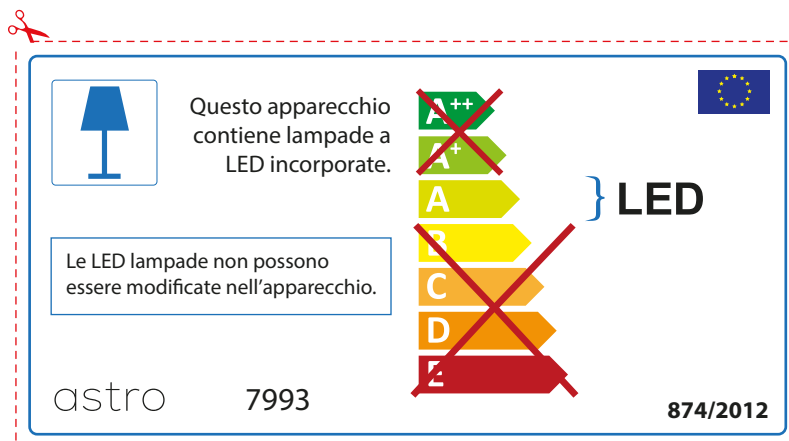 Questo apparecchio
contiene lampade a
LED incorporate.
Le LED lampade non possono
essere modificate nell'apparecchio.
A++
A+
A
B
C
D
E
LED
astro
7993
874/2012